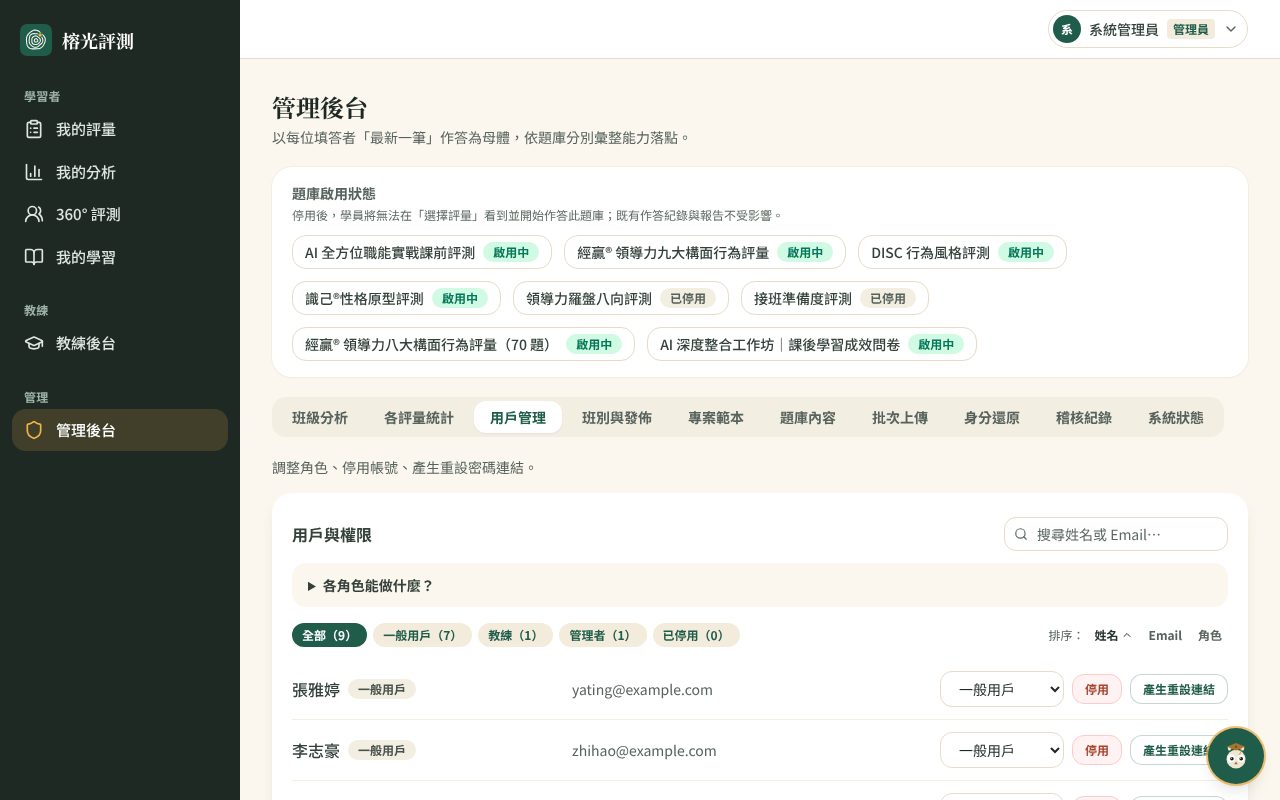 榕光評測
系 系統管理員 管理員
學習者
我的評量
我的分析
360° 評測
我的學習
教練
教練後台
管理
管理後台
管理後台
以每位填答者「最新一筆」作答為母體，依題庫分別彙整能力落點。
題庫啟用狀態
停用後，學員將無法在「選擇評量」看到並開始作答此題庫；既有作答紀錄與報告不受影響。
AI 全方位職能實戰課前評測 啟用中 經贏® 領導力九大構面行為評量 啟用中 DISC 行為風格評測 啟用中
識己®性格原型評測 啟用中 領導力羅盤八向評測 已停用 接班準備度評測 已停用
經贏® 領導力八大構面行為評量（70 題） 啟用中 AI 深度整合工作坊｜課後學習成效問卷 啟用中
班級分析 各評量統計 用戶管理 班別與發佈 專案範本 題庫內容 批次上傳 身分還原 稽核紀錄 系統狀態
調整角色、停用帳號、產生重設密碼連結。
用戶與權限 搜尋姓名或 Email…
▶ 各角色能做什麼？
全部（9） 一般用戶（7） 教練（1） 管理者（1） 已停用（0） 排序： 姓名 Email 角色
張雅婷 一般用戶 yating@example.com 一般用戶 停用 產生重設連結
李志豪 一般用戶 zhihao@example.com 一般用戶 停用 產生重設連